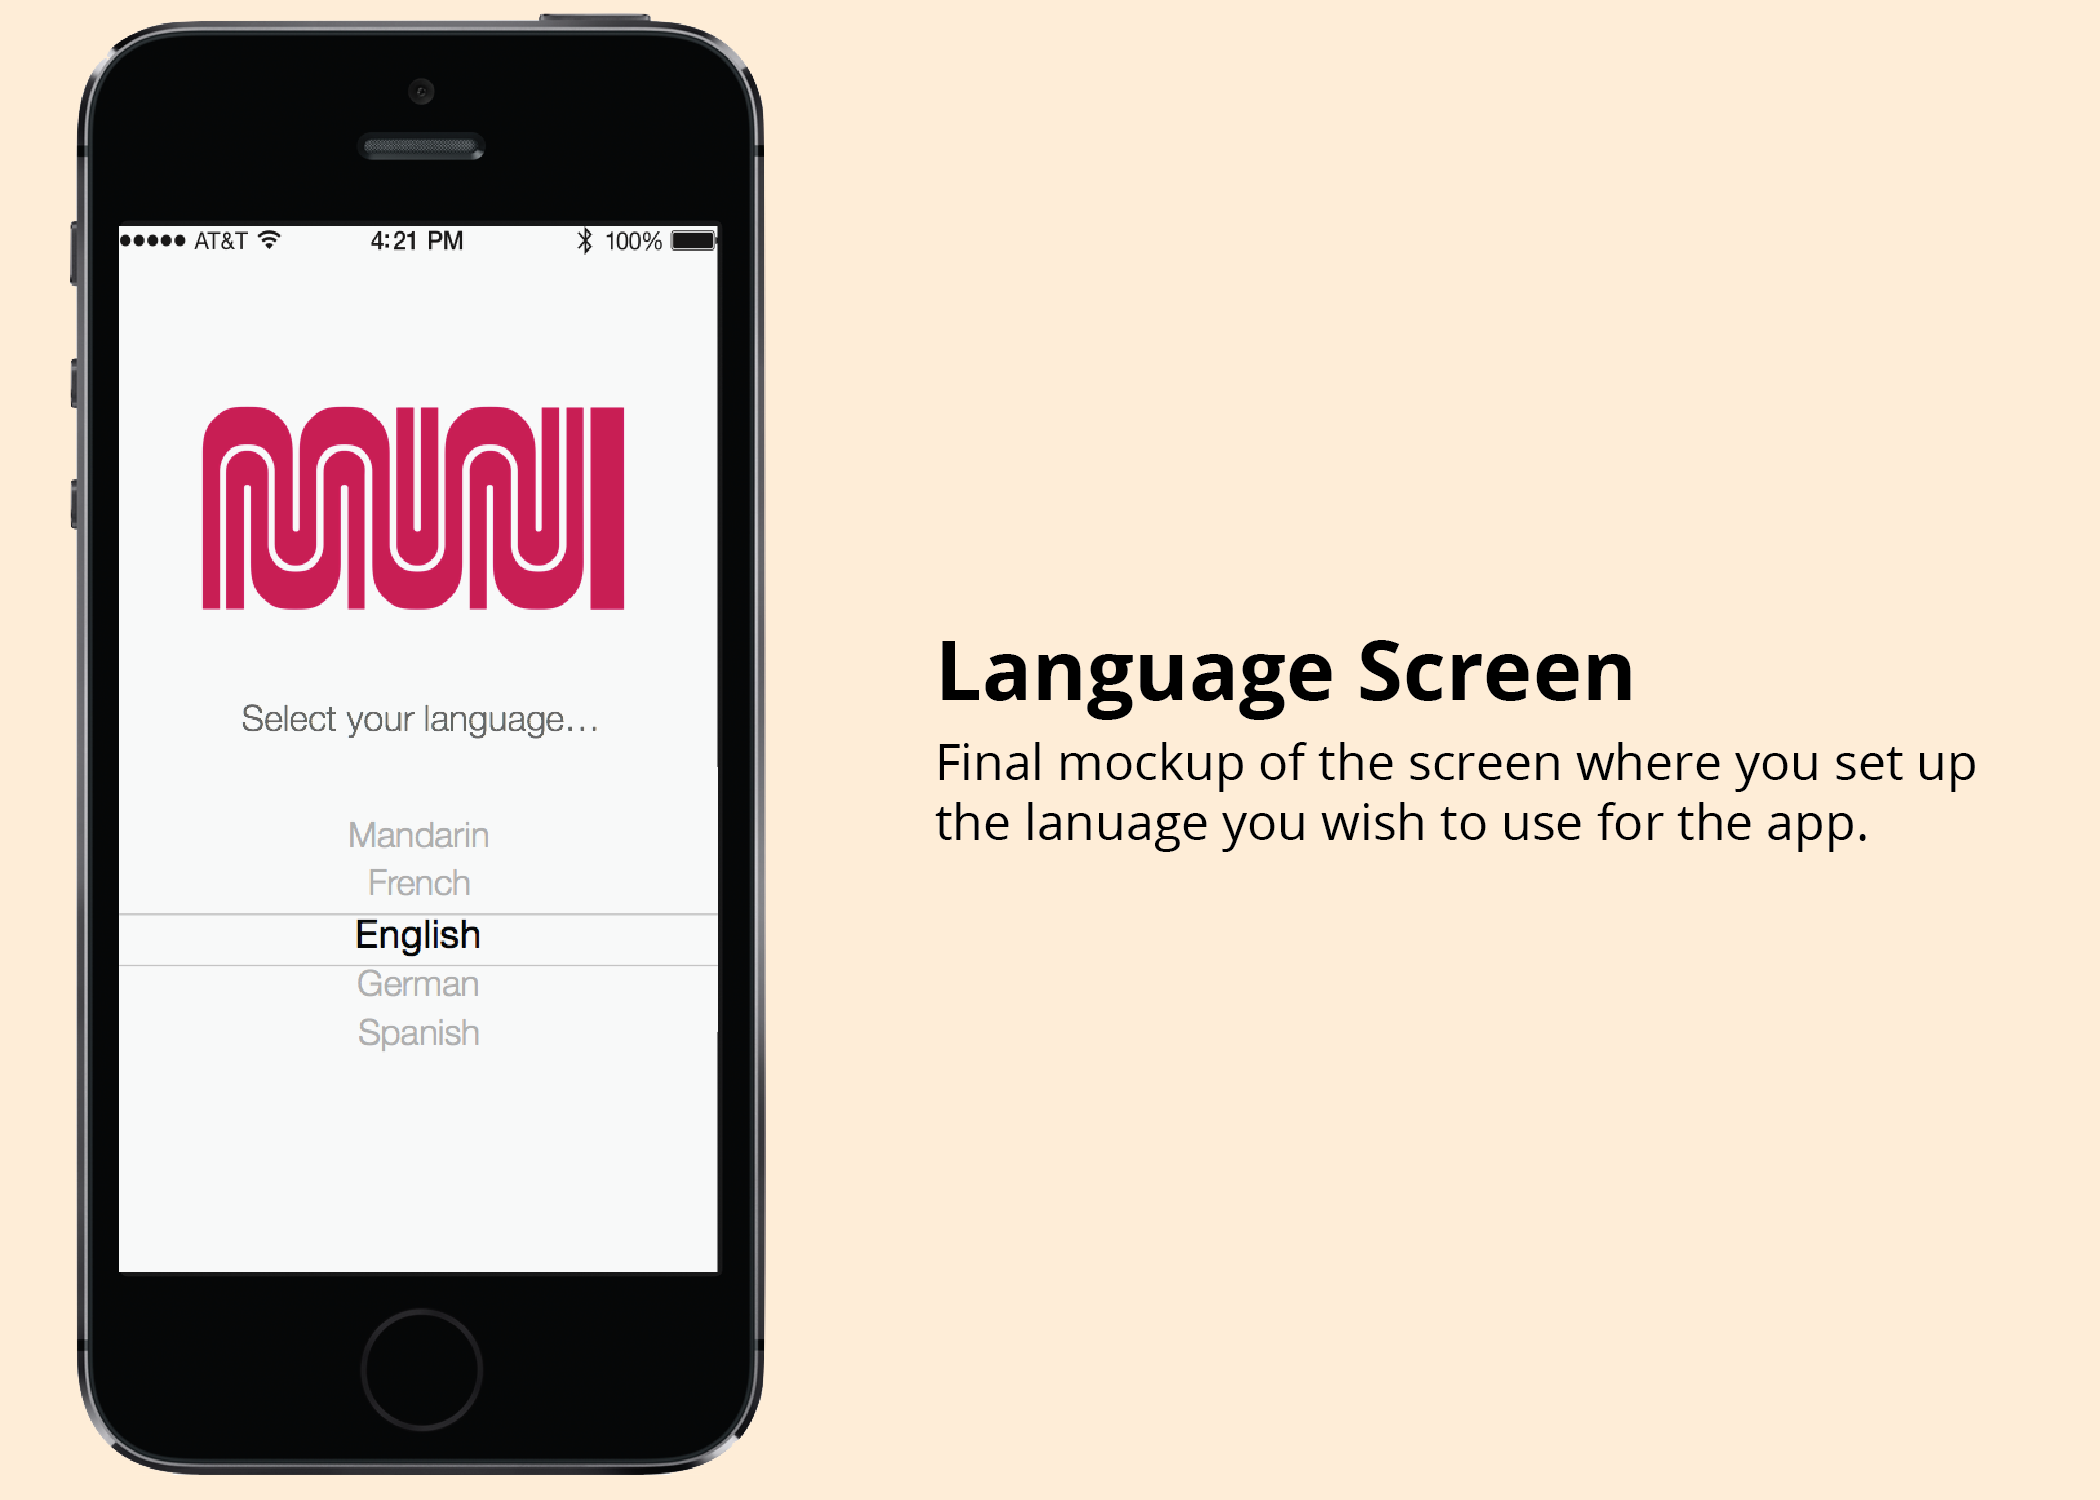 AT&T 4:21 PM 100%
MUNI
Select your language...
Mandarin
French
English
German
Spanish
Language Screen
Final mockup of the screen where you set up
the lanuage you wish to use for the app.